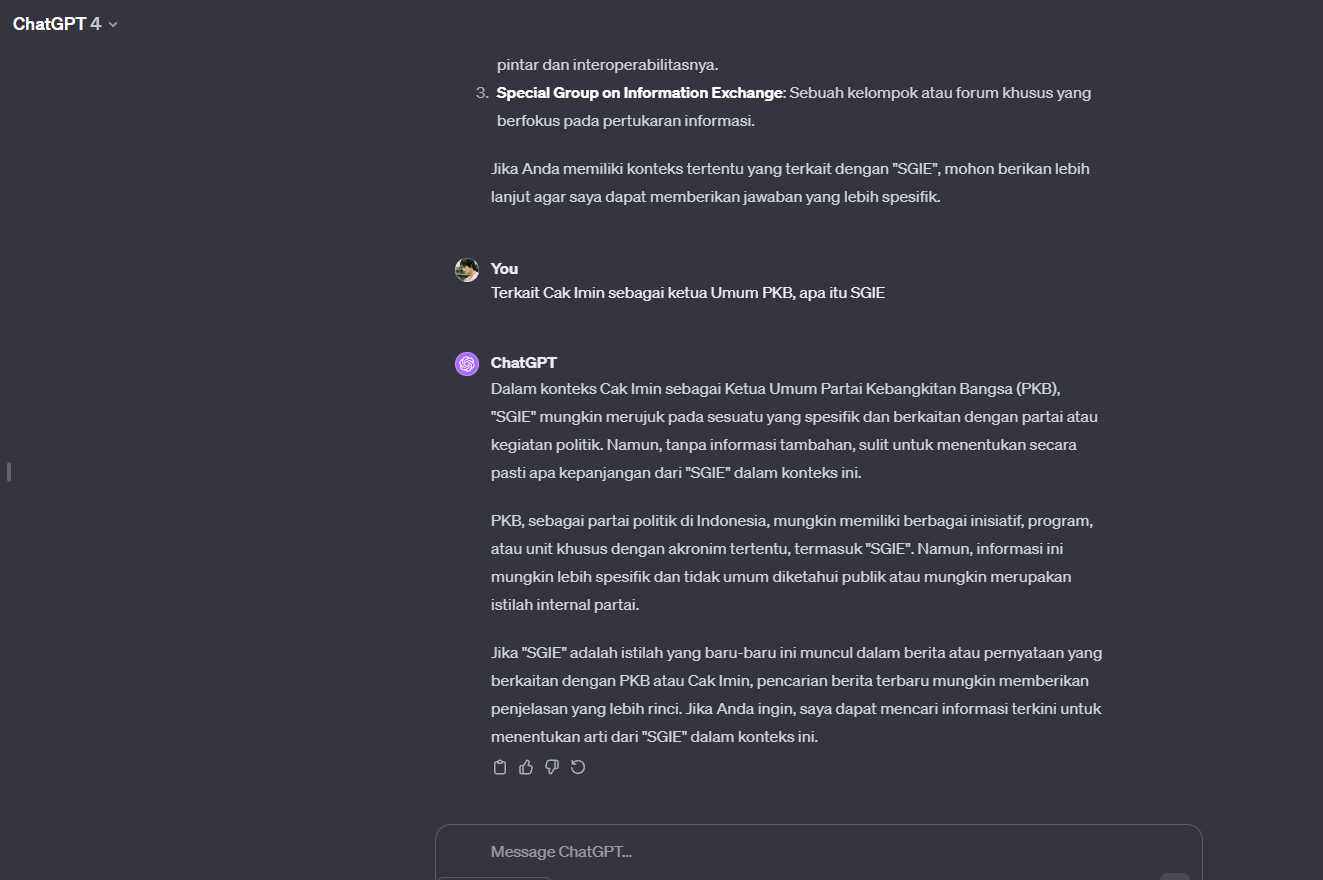 ChatGPT 4
pintar dan interoperabilitasnya.
3. Special Group on Information Exchange: Sebuah kelompok atau forum khusus yang
berfokus pada pertukaran informasi.
Jika Anda memiliki konteks tertentu yang terkait dengan "SGIE", mohon berikan lebih
lanjut agar saya dapat memberikan jawaban yang lebih spesifik.
You
Terkait Cak Imin sebagai ketua Umum PKB, apa itu SGIE
ChatGPT
Dalam konteks Cak Imin sebagai Ketua Umum Partai Kebangkitan Bangsa (PKB),
"SGIE" mungkin merujuk pada sesuatu yang spesifik dan berkaitan dengan partai atau
kegiatan politik. Namun, tanpa informasi tambahan, sulit untuk menentukan secara
pasti apa kepanjangan dari "SGIE" dalam konteks ini.
PKB, sebagai partai politik di Indonesia, mungkin memiliki berbagai inisiatif, program,
atau unit khusus dengan akronim tertentu, termasuk "SGIE". Namun, informasi ini
mungkin lebih spesifik dan tidak umum diketahui publik atau mungkin merupakan
istilah internal partai.
Jika "SGIE" adalah istilah yang baru-baru ini muncul dalam berita atau pernyataan yang
berkaitan dengan PKB atau Cak Imin, pencarian berita terbaru mungkin memberikan
penjelasan yang lebih rinci. Jika Anda ingin, saya dapat mencari informasi terkini untuk
menentukan arti dari "SGIE" dalam konteks ini.
Message ChatGPT...